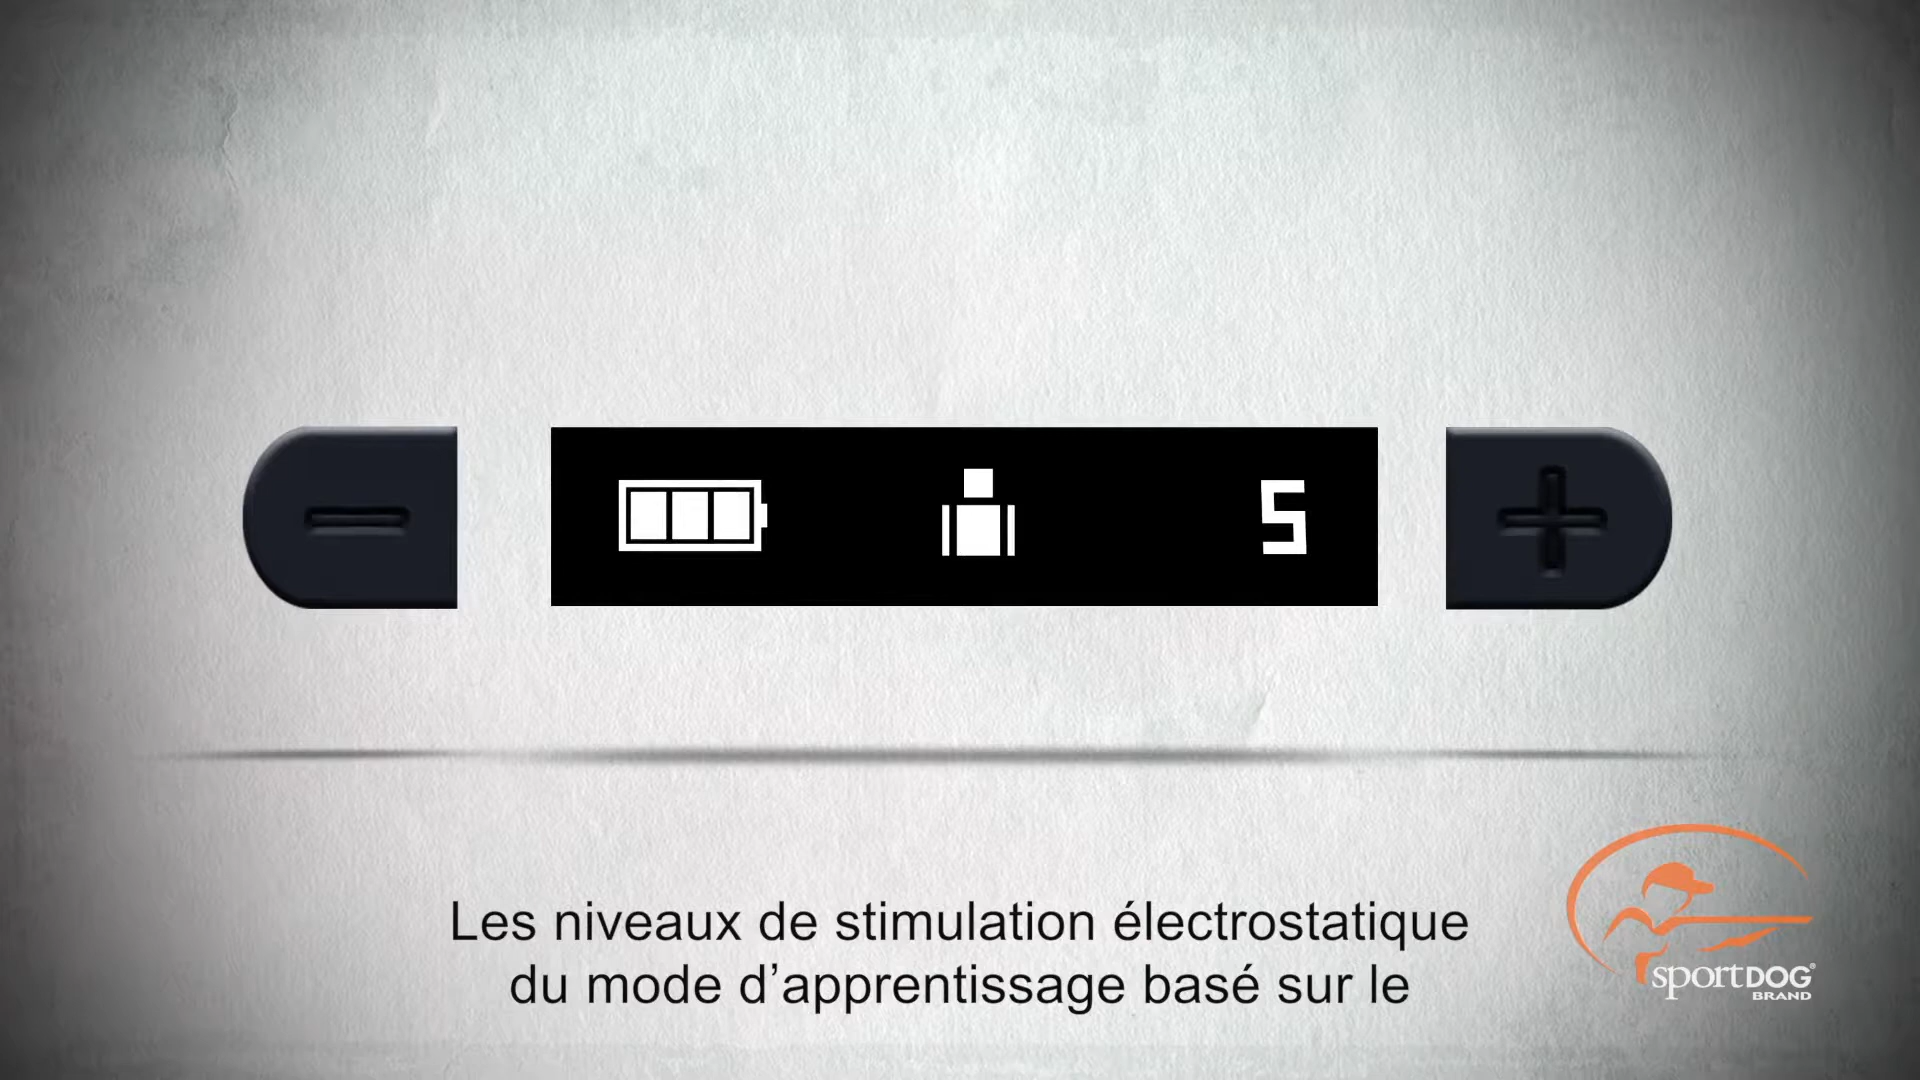 5
Les niveaux de stimulation électrostatique
du mode d’apprentissage basé sur le
sportDOG®
BRAND